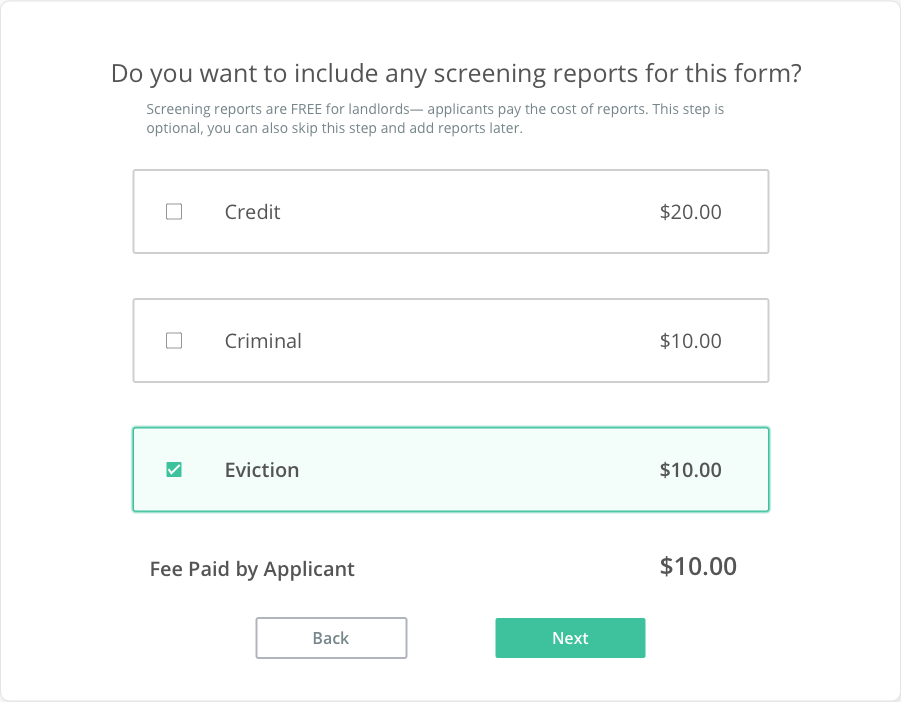 Do you want to include any screening reports for this form?
Screening reports are FREE for landlords— applicants pay the cost of reports. This step is
optional, you can also skip this step and add reports later.
Credit $20.00
Criminal $10.00
Eviction $10.00
Fee Paid by Applicant $10.00
Back Next